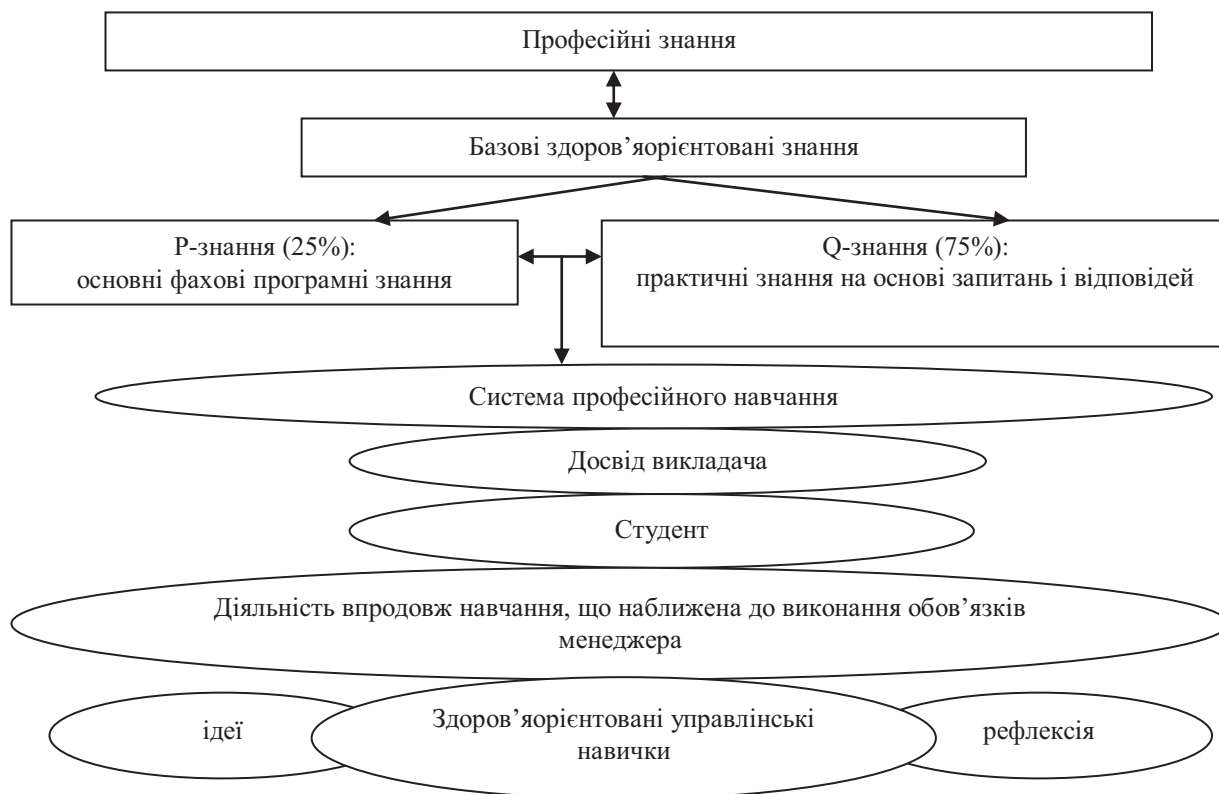 Професійні знання
Базові здоров’яорієнтовані знання
Р-знання (25%):
основні фахові програмні знання
Q-знання (75%):
практичні знання на основі запитань і відповідей
Система професійного навчання
Досвід викладача
Студент
Діяльність впродовж навчання, що наближена до виконання обов’язків
менеджера
ідеї
Здоров’яорієнтовані управлінські
навички
рефлексія